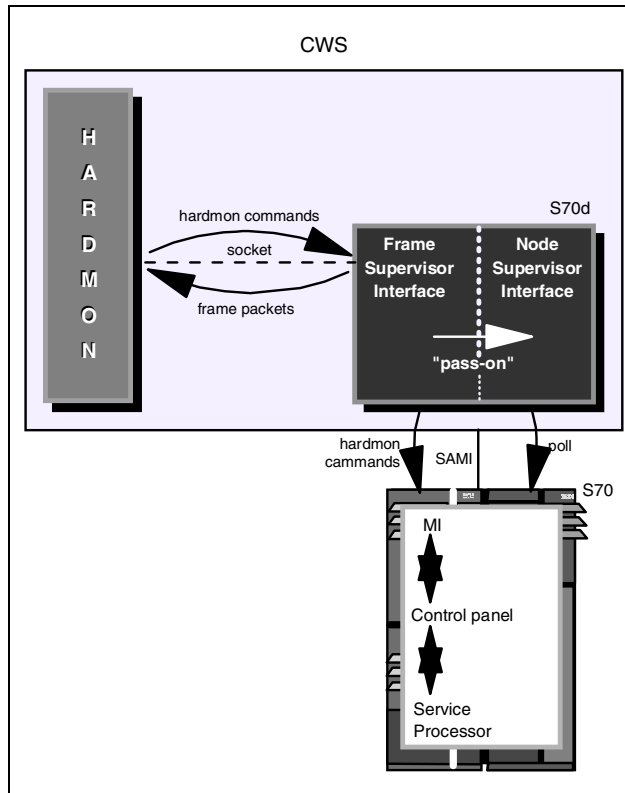 CWS
H
A
R
D
M
O
N
hardmon commands
socket
frame packets
S70d
Frame
Supervisor
Interface
Node
Supervisor
Interface
"pass-on"
hardmon
cammands
SAMI
poll
S70
MI
Control panel
Service
Processor